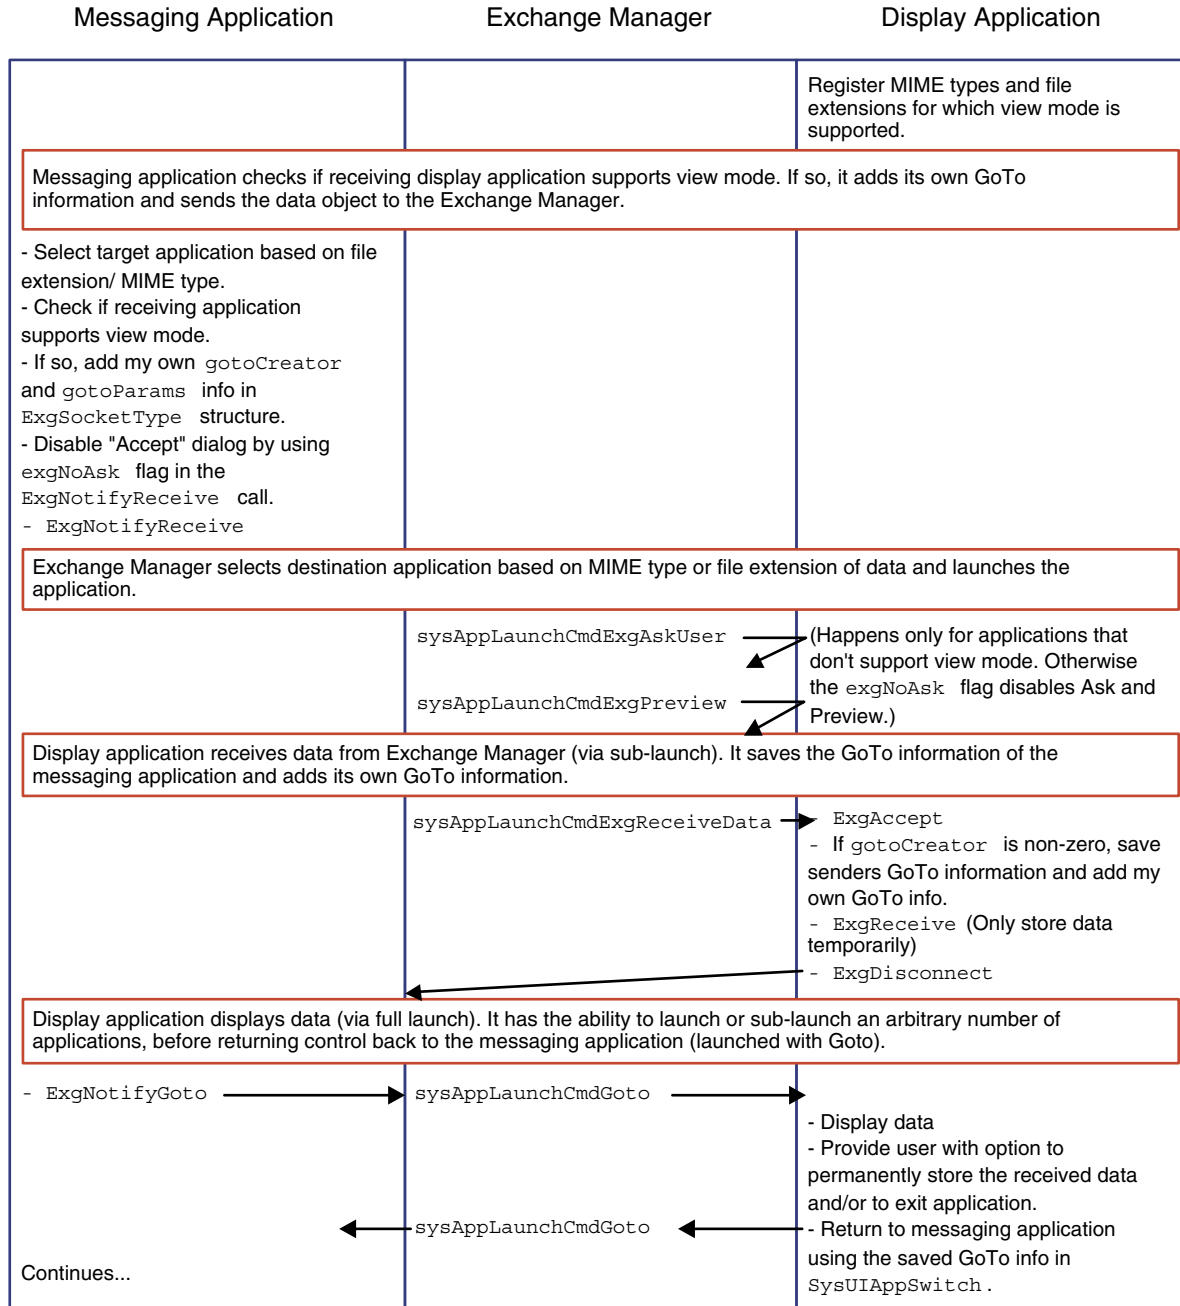 Messaging Application
Exchange Manager
Display Application
Register MIME types and file
extensions for which view mode is
supported.
Messaging application checks if receiving display application supports view mode. If so, it adds its own GoTo
information and sends the data object to the Exchange Manager.
- Select target application based on file
extension/ MIME type.
- Check if receiving application
supports view mode.
- If so, add my own gotoCreator
and gotoParams info in
ExgSocketType structure.
- Disable "Accept" dialog by using
exgNoAsk flag in the
ExgNotifyReceive call.
- ExgNotifyReceive
Exchange Manager selects destination application based on MIME type or file extension of data and launches the
application.
sysAppLaunchCmdExgAskUser
sysAppLaunchCmdExgPreview
(Happens only for applications that
don't support view mode. Otherwise
the exgNoAsk flag disables Ask and
Preview.)
Display application receives data from Exchange Manager (via sub-launch). It saves the GoTo information of the
messaging application and adds its own GoTo information.
sysAppLaunchCmdExgReceiveData
- ExgAccept
- If gotoCreator is non-zero, save
senders GoTo information and add my
own GoTo info.
- ExgReceive (Only store data
temporarily)
- ExgDisconnect
Display application displays data (via full launch). It has the ability to launch or sub-launch an arbitrary number of
applications, before returning control back to the messaging application (launched with Goto).
- ExgNotifyGoto
sysAppLaunchCmdGoto
- Display data
- Provide user with option to
permanently store the received data
and/or to exit application.
sysAppLaunchCmdGoto
- Return to messaging application
using the saved GoTo info in
SysUIAppSwitch.
Continues...